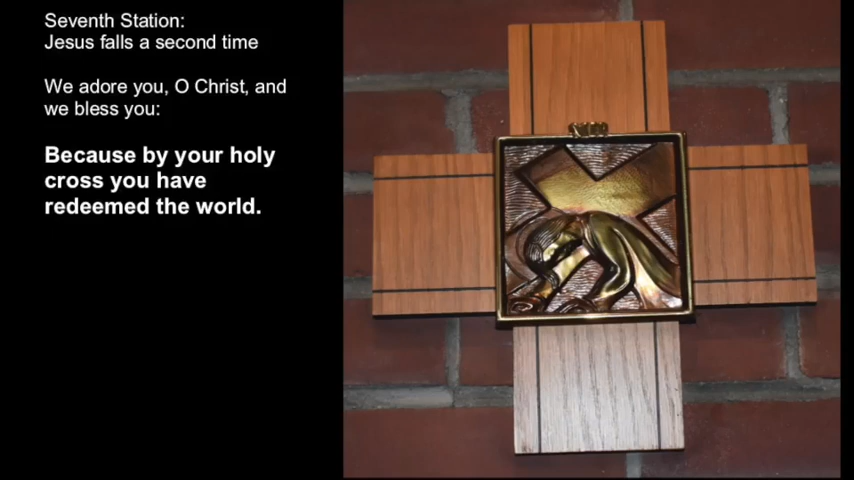 Seventh Station:
Jesus falls a second time
We adore you, O Christ, and
we bless you:
Because by your holy
cross you have
redeemed the world.